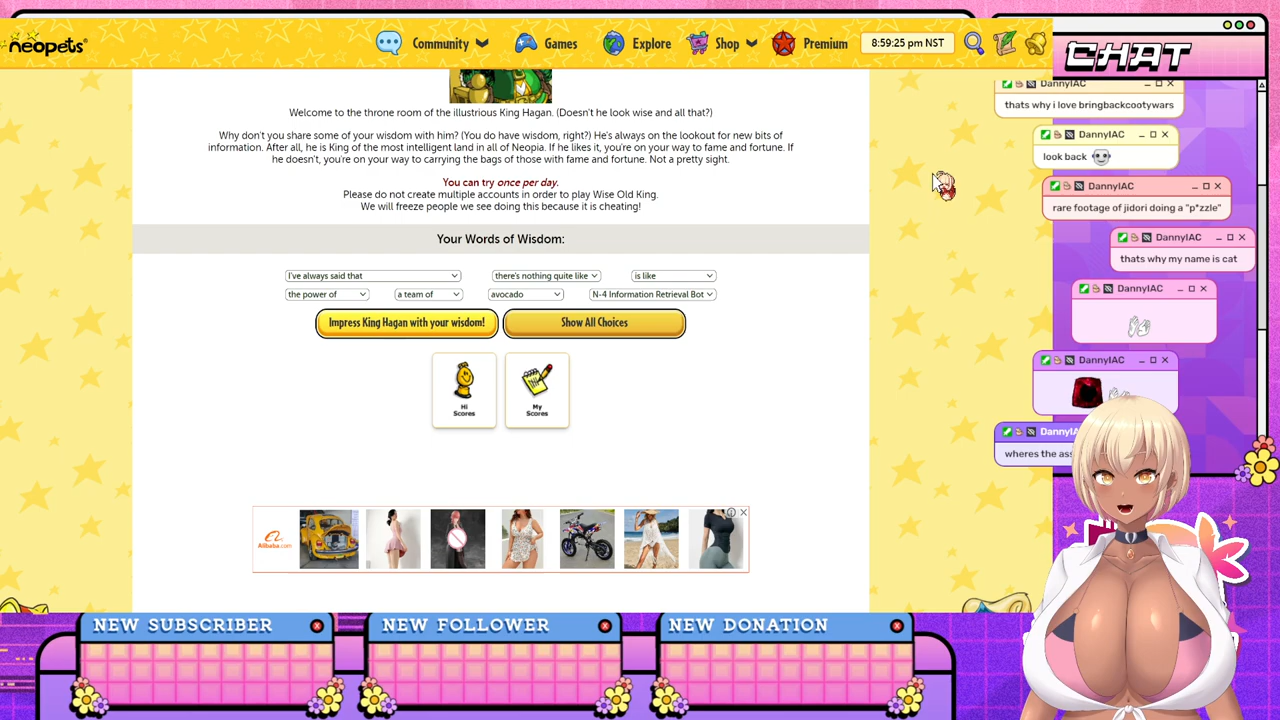 neopets
Community
Games
Explore
Shop
Premium
8:59:25 pm NST
Welcome to the throne room of the illustrious King Hagan. (Doesn't he look wise and all that?)
Why don't you share some of your wisdom with him? (You do have wisdom, right?) He's always on the lookout for new bits of
information. After all, he is King of the most intelligent land in all of Neopia. If he likes it, you're on your way to fame and fortune. If
he doesn't, you're on your way to carrying the bags of those with fame and fortune. Not a pretty sight.
You can try once per day.
Please do not create multiple accounts in order to play Wise Old King.
We will freeze people we see doing this because it is cheating!
Your Words of Wisdom:
I've always said that
there's nothing quite like
is like
the power of
a team of
avocado
N-4 Information Retrieval Bot
Impress King Hagan with your wisdom!
Show All Choices
Hi
Scores
My
Scores
Alibaba.com
CHAT
DannyIAC
thats why i love bringbackcootywars
DannyIAC
look back
DannyIAC
rare footage of jidori doing a "p*zzle"
DannyIAC
thats why my name is cat
DannyIAC
DannyIAC
DannyIA
wheres the as
NEW SUBSCRIBER
NEW FOLLOWER
NEW DONATION